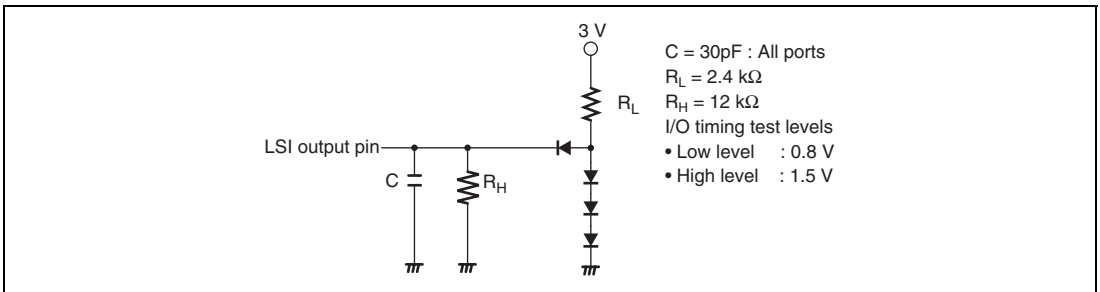 3 V
C = 30pF : All ports
R_L = 2.4 kΩ
R_L
R_H = 12 kΩ
I/O timing test levels
LSI output pin
• Low level : 0.8 V
C
R_H
• High level : 1.5 V